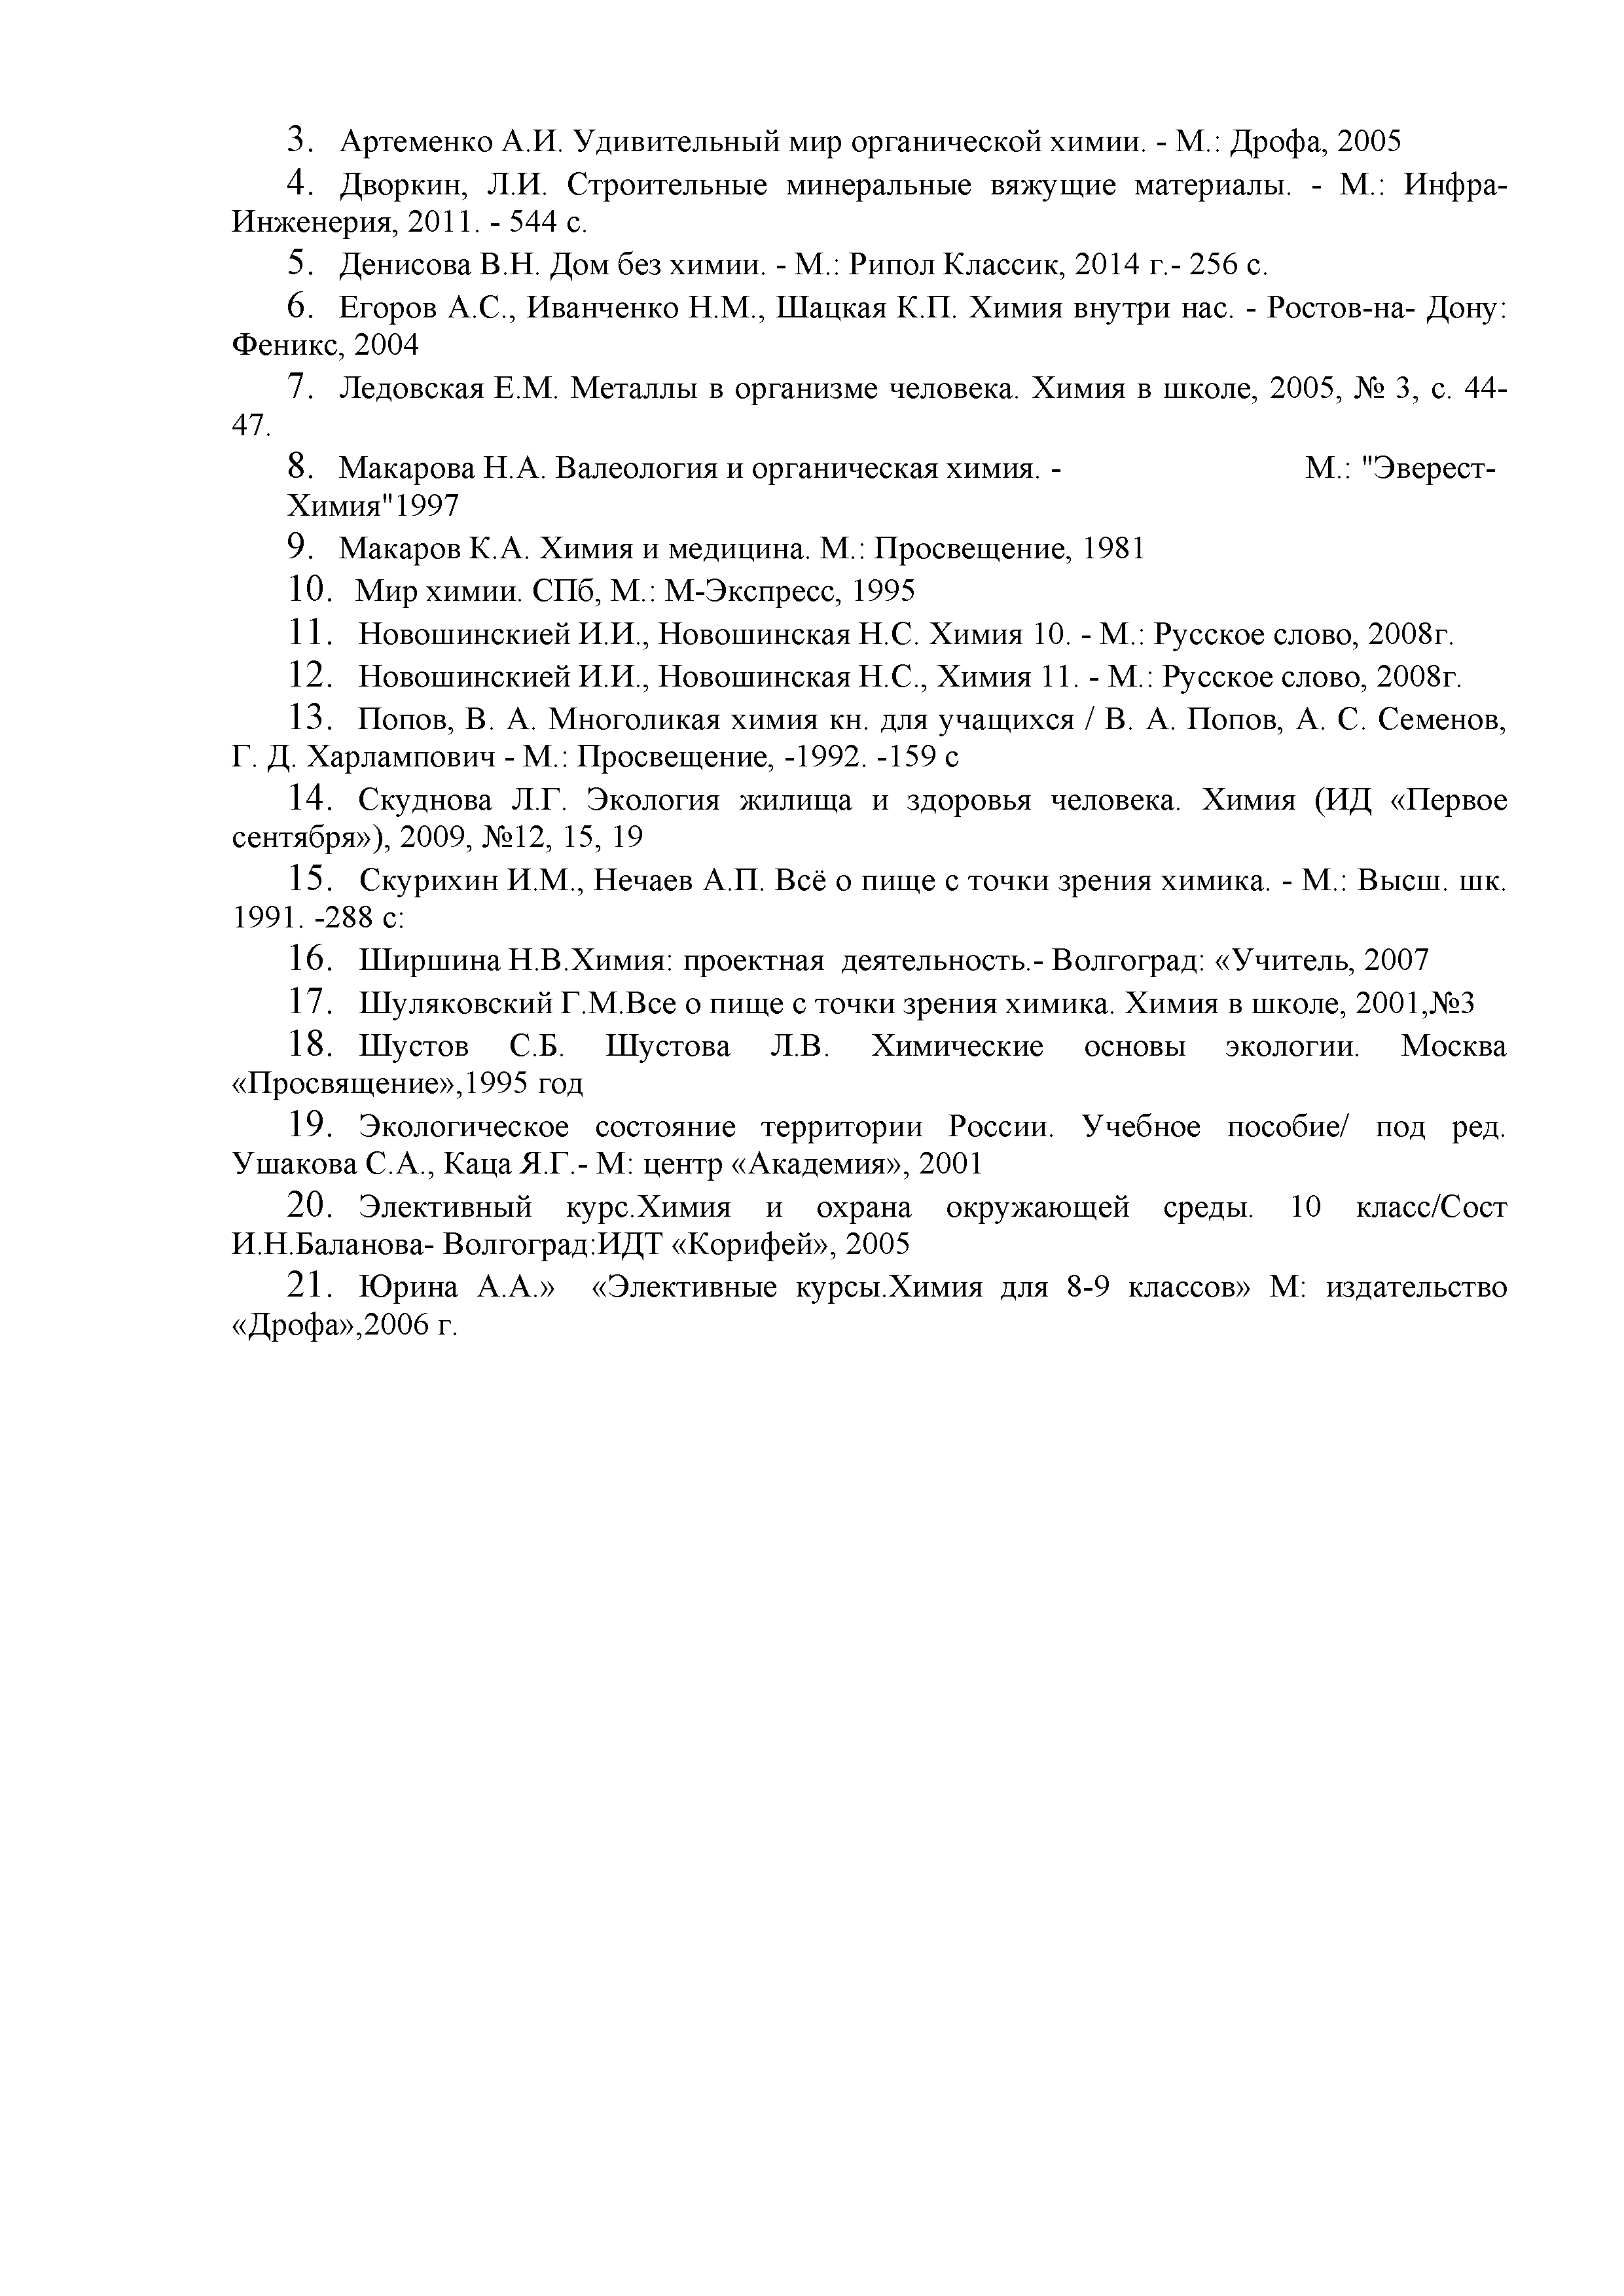 3. Артеменко А.И. Удивительный мир органической химии. - М.: Дрофа, 2005
4. Дворкин, Л.И. Строительные минеральные вяжущие материалы. - М.: Инфра-
Инженерия, 2011. - 544 с.
5. Денисова В.Н. Дом без химии. - М.: Рипол Классик, 2014 г.- 256 с.
6. Егоров А.С., Иванченко Н.М., Шацкая К.П. Химия внутри нас. - Ростов-на- Дону:
Феникс, 2004
7. Ледовская Е.М. Металлы в организме человека. Химия в школе, 2005, № 3, с. 44-
47.
8. Макарова Н.А. Валеология и органическая химия. - М.: "Эверест-
Химия"1997
9. Макаров К.А. Химия и медицина. М.: Просвещение, 1981
10. Мир химии. СПб, М.: М-Экспресс, 1995
11. Новошинскией И.И., Новошинская Н.С. Химия 10. - М.: Русское слово, 2008г.
12. Новошинскией И.И., Новошинская Н.С., Химия 11. - М.: Русское слово, 2008г.
13. Попов, В. А. Многоликая химия кн. для учащихся / В. А. Попов, А. С. Семенов,
Г. Д. Харлампович - М.: Просвещение, -1992. -159 с
14. Скуднова Л.Г. Экология жилища и здоровья человека. Химия (ИД «Первое
сентября»), 2009, №12, 15, 19
15. Скурихин И.М., Нечаев А.П. Всё о пище с точки зрения химика. - М.: Высш. шк.
1991. -288 с:
16. Ширшина Н.В.Химия: проектная деятельность.- Волгоград: «Учитель, 2007
17. Шуляковский Г.М.Все о пище с точки зрения химика. Химия в школе, 2001,№3
18. Шустов С.Б. Шустова Л.В. Химические основы экологии. Москва
«Просвящение»,1995 год
19. Экологическое состояние территории России. Учебное пособие/ под ред.
Ушакова С.А., Каца Я.Г.- М: центр «Академия», 2001
20. Элективный курс.Химия и охрана окружающей среды. 10 класс/Сост
И.Н.Баланова- Волгоград:ИДТ «Корифей», 2005
21. Юрина А.А.» «Элективные курсы.Химия для 8-9 классов» М: издательство
«Дрофа»,2006 г.